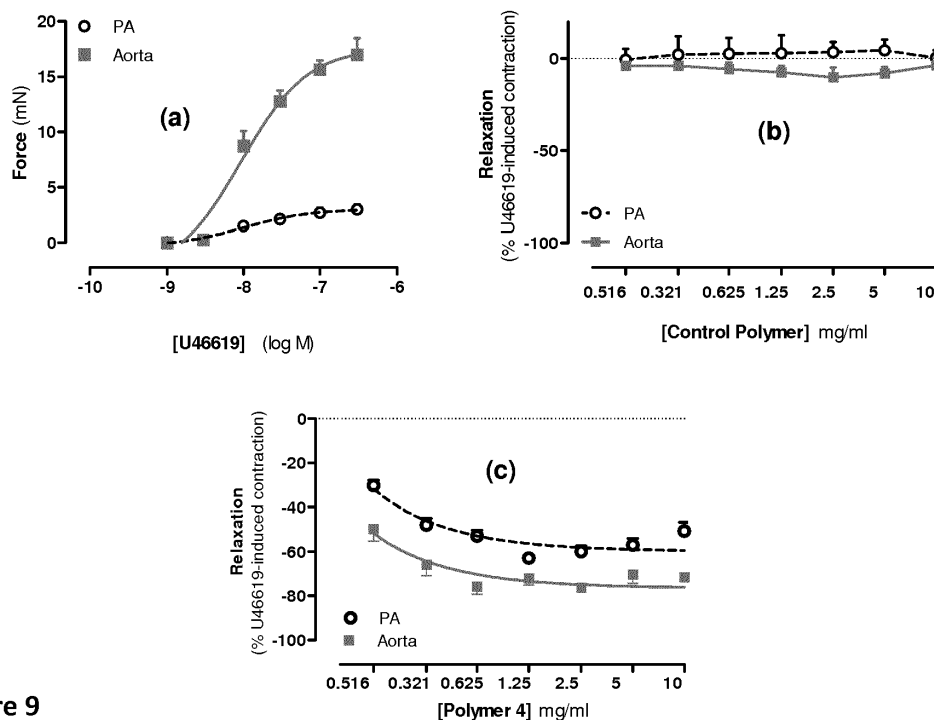 20
15
10
5
0
Force (mN)
PA
Aorta
(a)
-10 -9 -8 -7 -6
[U46619] (log M)
0
-50
-100
Relaxation
(% U46619-induced contraction)
(b)
PA
Aorta
0.516 0.321 0.625 1.25 2.5 5 10
[Control Polymer] mg/ml
0
-20
-40
-60
-80
-100
Relaxation
(% U46619-induced contraction)
(c)
PA
Aorta
0.516 0.321 0.625 1.25 2.5 5 10
[Polymer 4] mg/ml
re 9